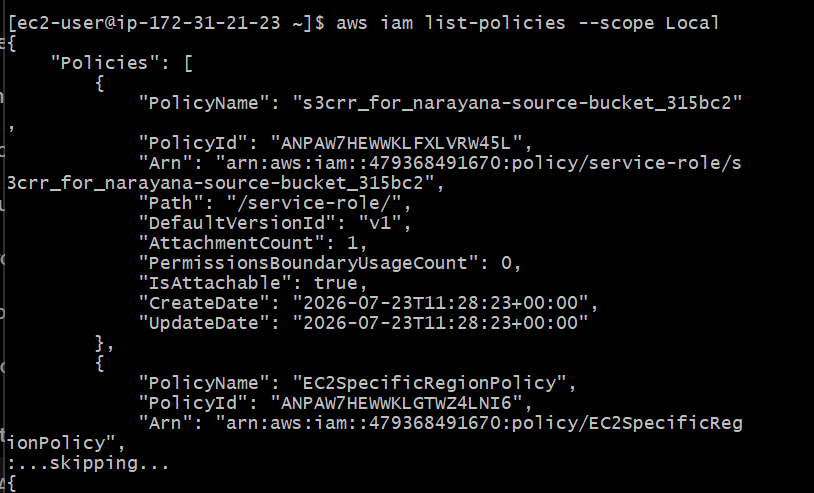 [ec2-user@ip-172-31-21-23 ~]$ aws iam list-policies --scope Local
{
    "Policies": [
        {
            "PolicyName": "s3crr_for_narayana-source-bucket_315bc2"
,
            "PolicyId": "ANPAW7HEWWKLFXLVRW45L",
            "Arn": "arn:aws:iam::479368491670:policy/service-role/s
3crr_for_narayana-source-bucket_315bc2",
            "Path": "/service-role/",
            "DefaultVersionId": "v1",
            "AttachmentCount": 1,
            "PermissionsBoundaryUsageCount": 0,
            "IsAttachable": true,
            "CreateDate": "2026-07-23T11:28:23+00:00",
            "UpdateDate": "2026-07-23T11:28:23+00:00"
        },
        {
            "PolicyName": "EC2SpecificRegionPolicy",
            "PolicyId": "ANPAW7HEWWKLGTWZ4LNI6",
            "Arn": "arn:aws:iam::479368491670:policy/EC2SpecificReg
ionPolicy",
:...skipping...
{